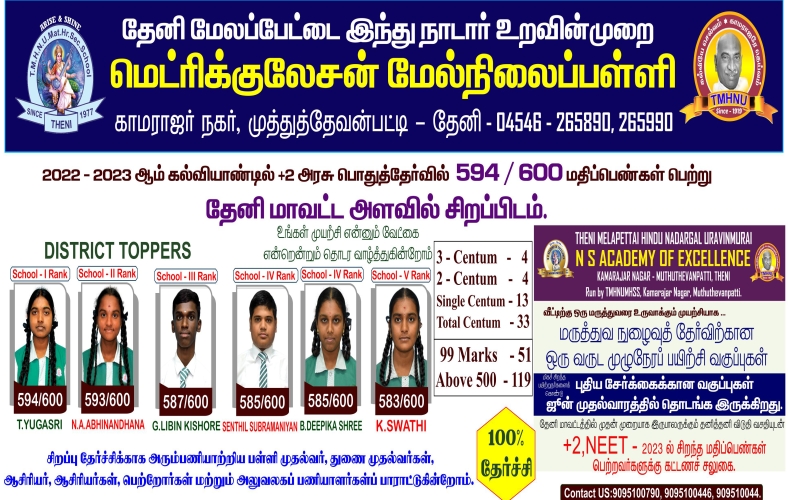 ARISE & SHINE
T.M.H.N.U.Mat.Hr.Sec.School
SINCE 1977
THENI
தேனி மேலப்பேட்டை இந்து நாடார் உறவின்முறை
மெட்ரிக்குலேசன் மேல்நிலைப்பள்ளி
காமராஜர் நகர், முத்துத்தேவன்பட்டி – தேனி - 04546 - 265890, 265990
TMHNU
Since - 1919
2022 - 2023 ஆம் கல்வியாண்டில் +2 அரசு பொதுத்தேர்வில் 594 / 600 மதிப்பெண்கள் பெற்று
தேனி மாவட்ட அளவில் சிறப்பிடம்.
உங்கள் முயற்சி என்னும் வேட்கை
என்றென்றும் தொடர வாழ்த்துகின்றோம்
DISTRICT TOPPERS
School - I Rank
594/600
T.YUGASRI
School - II Rank
593/600
N.A.ABHINANDHANA
School - III Rank
587/600
G.LIBIN KISHORE
School - IV Rank
585/600
SENTHIL SUBRAMANIYAN
School - IV Rank
585/600
B.DEEPIKA SHREE
School - V Rank
583/600
K.SWATHI
3 - Centum - 4
2 - Centum - 4
Single Centum - 13
Total Centum - 33
99 Marks - 51
Above 500 - 119
100%
தேர்ச்சி
சிறப்பு தேர்ச்சிக்காக அரும்பணியாற்றிய பள்ளி முதல்வர், துணை முதல்வர்கள்,
ஆசிரியர், ஆசிரியர்கள், பெற்றோர்கள் மற்றும் அலுவலகப் பணியாளர்கள்ப் பாராட்டுகின்றோம்.
THENI MELAPETTAI HINDU NADARGAL URAVINMURAI
N S ACADEMY OF EXCELLENCE
KAMARAJAR NAGAR - MUTHUTHEVANPATTI, THENI
Run by TMHNUMHSS, Kamarajar Nagar, Muthuthevanpatti.
வீட்டிற்கு ஒரு மருத்துவரை உருவாக்கும் முயற்சியாக ...
மருத்துவ நுழைவுத் தேர்விற்கான
ஒரு வருட முழுநேரப் பயிற்சி வகுப்புகள்
புதிய சேர்க்கைக்கான வகுப்புகள்
ஜூன் முதல்வாரத்தில் தொடங்க இருக்கிறது.
தேனி மாவட்டத்தில் முதன் முறையாக இருபாலருக்கும் தனித்தனி விடுதி வசதியுடன்
+2,NEET - 2023 ல் சிறந்த மதிப்பெண்கள்
பெற்றவர்களுக்கு கட்டணச் சலுகை.
Contact US:9095100790, 9095100446, 909510044.